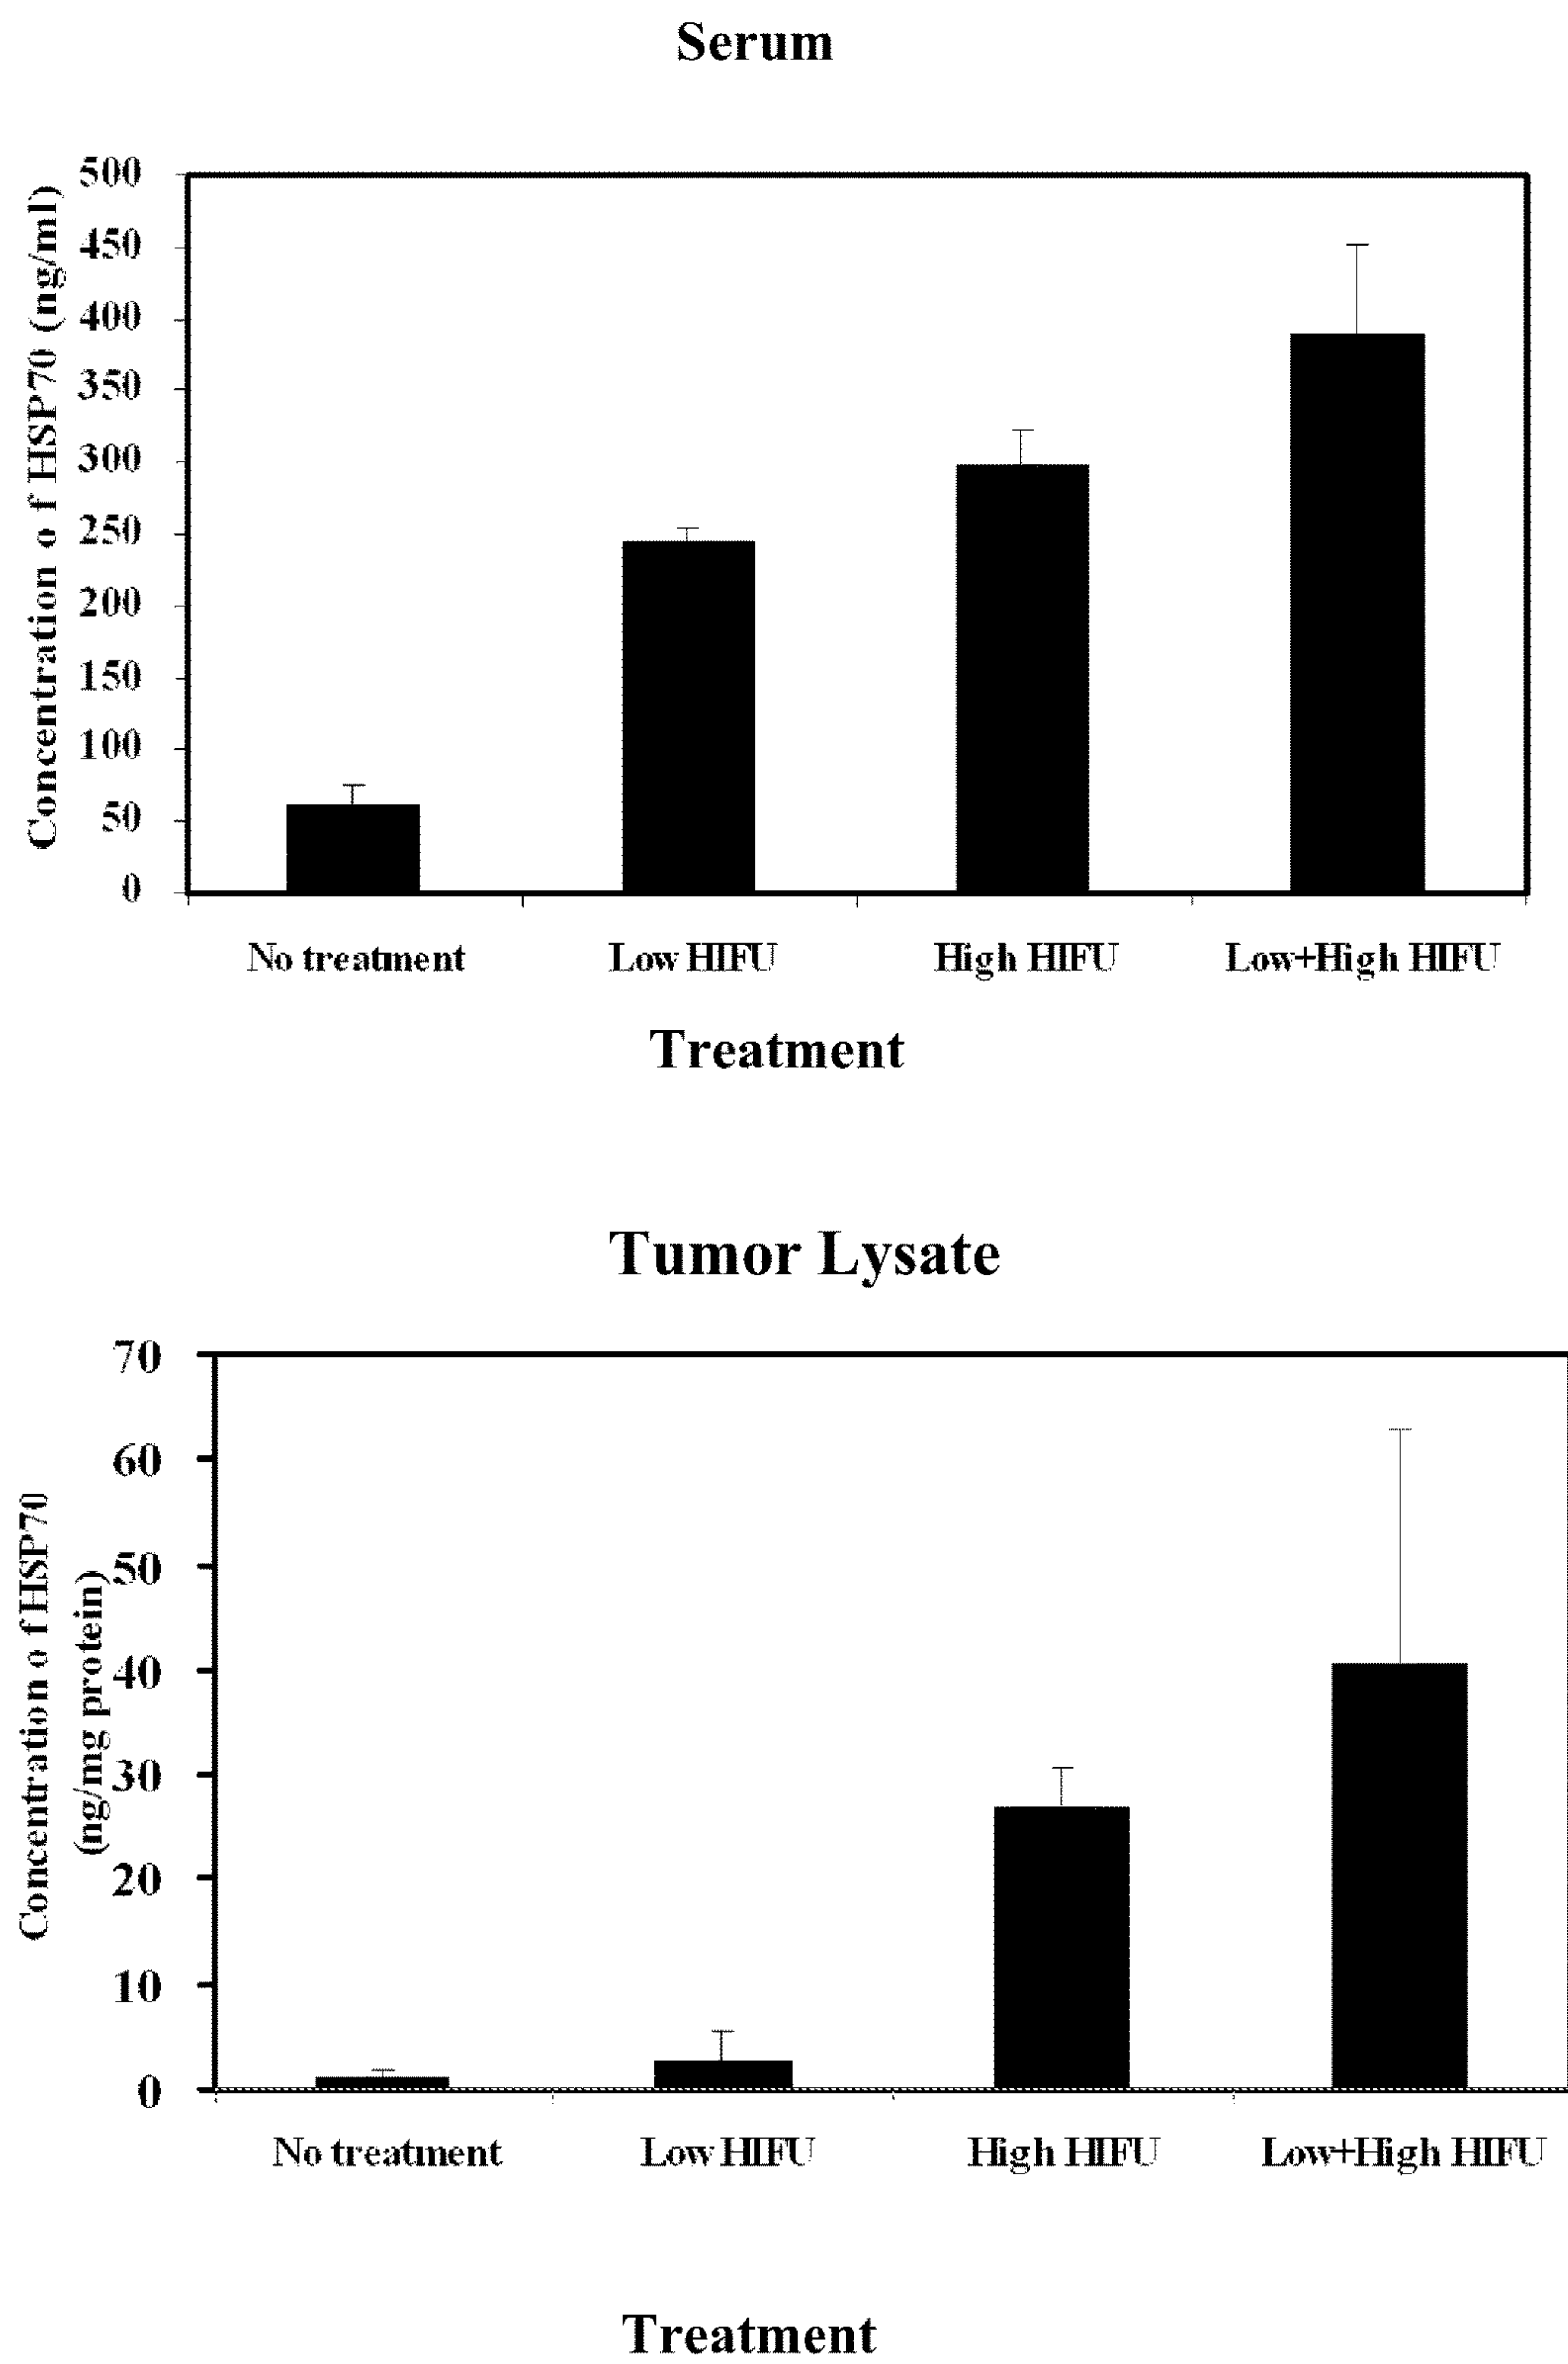 Serum
500
450
400
350
300
250
200
150
100
50
0
Concentration o f HSP70 (ng/ml)
No treatment Low HIFU High HIFU Low+High HIFU
Treatment
Tumor Lysate
70
60
50
40
30
20
10
0
Concentration o f HSP70
(ng/mg protein)
No treatment Low HIFU High HIFU Low+High HIFU
Treatment